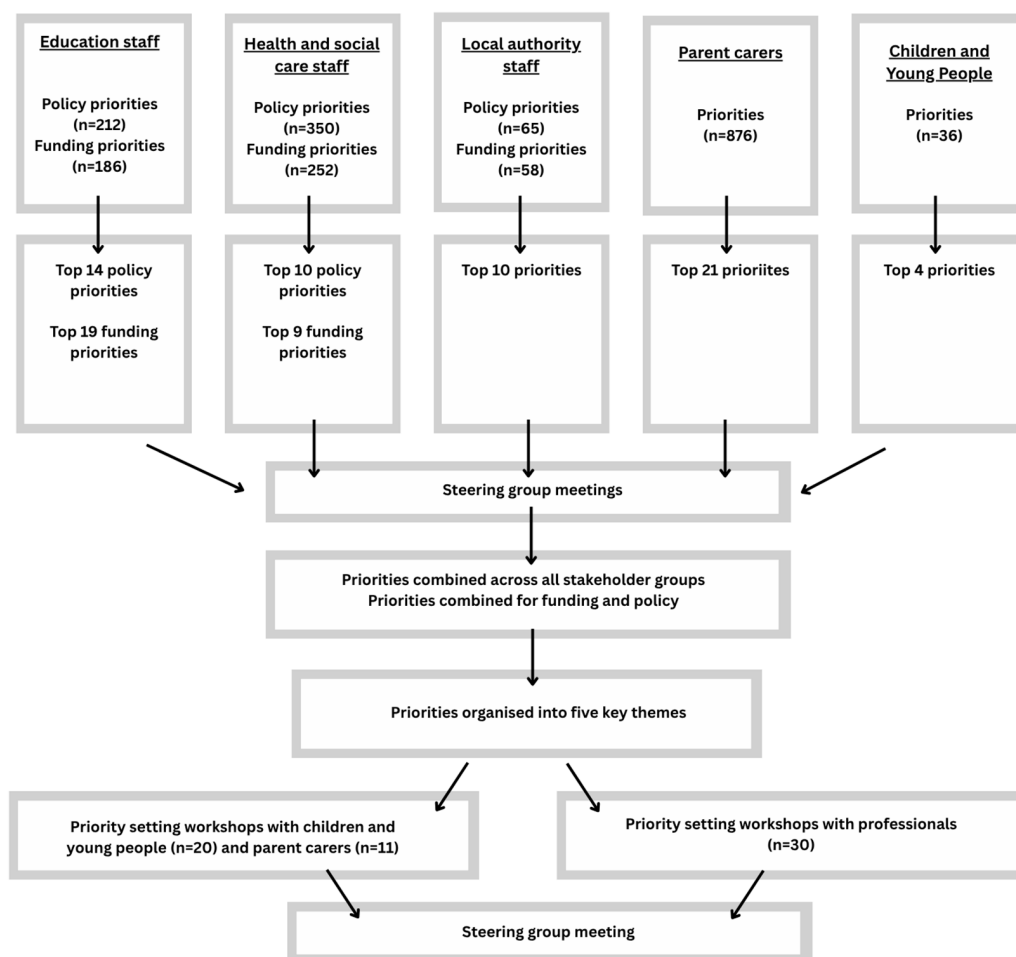 Education staff
Policy priorities
(n=212)
Funding priorities
(n=186)
Health and social
care staff
Policy priorities
(n=350)
Funding priorities
(n=252)
Local authority
staff
Policy priorities
(n=65)
Funding priorities
(n=58)
Parent carers
Priorities
(n=876)
Children and
Young People
Priorities
(n=36)
Top 14 policy
priorities
Top 19 funding
priorities
Top 10 policy
priorities
Top 9 funding
priorities
Top 10 priorities
Top 21 prioriites
Top 4 priorities
Steering group meetings
Priorities combined across all stakeholder groups
Priorities combined for funding and policy
Priorities organised into five key themes
Priority setting workshops with children and
young people (n=20) and parent carers (n=11)
Priority setting workshops with professionals
(n=30)
Steering group meeting